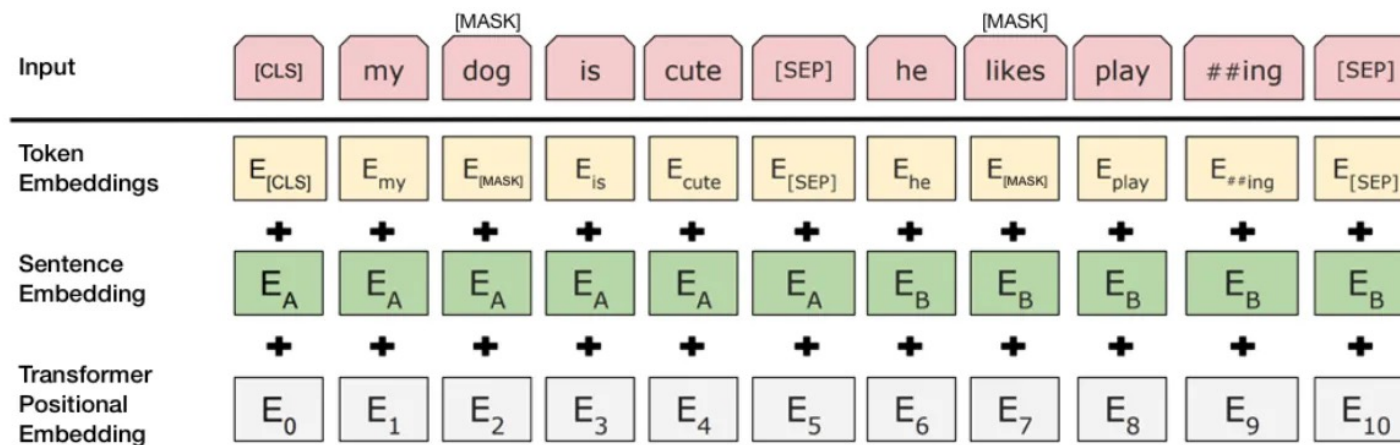 [MASK] [MASK]
Input [CLS] my dog is cute [SEP] he likes play ##ing [SEP]
Token
Embeddings E[CLS] Emy E[MASK] Eis Ecute E[SEP] Ehe E[MASK] Eplay E##ing E[SEP]
+ + + + + + + + + + +
Sentence
Embedding EA EA EA EA EA EA EB EB EB EB EB
+ + + + + + + + + + +
Transformer
Positional
Embedding E0 E1 E2 E3 E4 E5 E6 E7 E8 E9 E10